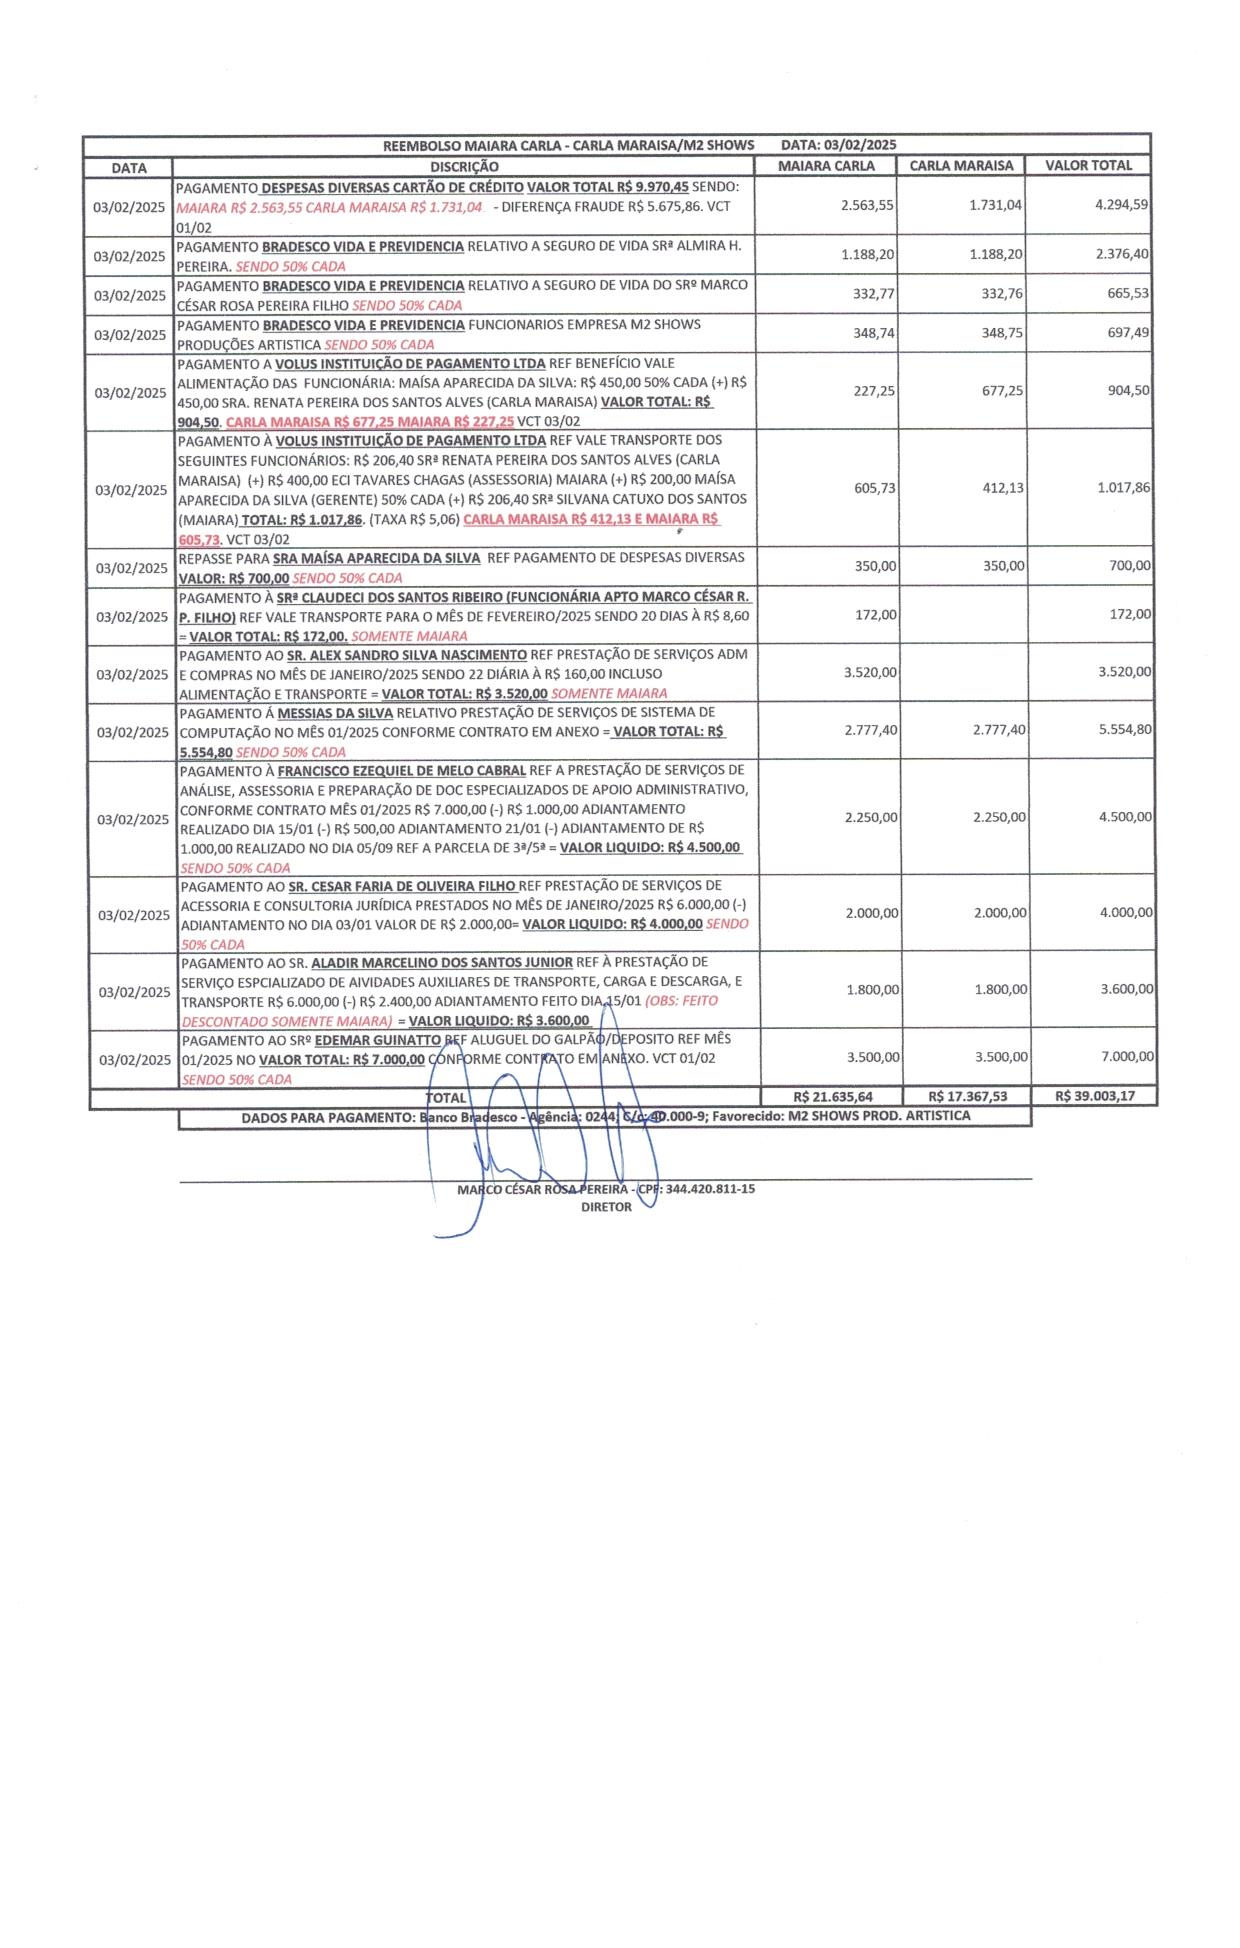 REEMBOLSO MAIARA CARLA - CARLA MARAISA/M2 SHOWS DATA: 03/02/2025
DATA DISCRIÇÃO MAIARA CARLA CARLA MARAISA VALOR TOTAL
PAGAMENTO DESPESAS DIVERSAS CARTÃO DE CRÉDITO VALOR TOTAL R$ 9.970,45 SENDO:
03/02/2025 MAIARA R$ 2.563,55 CARLA MARAISA R$ 1.731,04 - DIFERENÇA FRAUDE R$ 5.675,86. VCT 2.563,55 1.731,04 4.294,59
01/02
PAGAMENTO BRADESCO VIDA E PREVIDENCIA RELATIVO A SEGURO DE VIDA SRª ALMIRA H.
03/02/2025 PEREIRA. SENDO 50% CADA 1.188,20 1.188,20 2.376,40
PAGAMENTO BRADESCO VIDA E PREVIDENCIA RELATIVO A SEGURO DE VIDA DO SRº MARCO
03/02/2025 CÉSAR ROSA PEREIRA FILHO SENDO 50% CADA 332,77 332,76 665,53
PAGAMENTO BRADESCO VIDA E PREVIDENCIA FUNCIONARIOS EMPRESA M2 SHOWS
03/02/2025 PRODUÇÕES ARTISTICA SENDO 50% CADA 348,74 348,75 697,49
PAGAMENTO A VOLUS INSTITUIÇÃO DE PAGAMENTO LTDA REF BENEFÍCIO VALE
ALIMENTAÇÃO DAS FUNCIONÁRIA: MAÍSA APARECIDA DA SILVA: R$ 450,00 50% CADA (+) R$
03/02/2025 450,00 SRA. RENATA PEREIRA DOS SANTOS ALVES (CARLA MARAISA) VALOR TOTAL: R$ 227,25 677,25 904,50
904,50. CARLA MARAISA R$ 677,25 MAIARA R$ 227,25 VCT 03/02
PAGAMENTO À VOLUS INSTITUIÇÃO DE PAGAMENTO LTDA REF VALE TRANSPORTE DOS
SEGUINTES FUNCIONÁRIOS: R$ 206,40 SRª RENATA PEREIRA DOS SANTOS ALVES (CARLA
MARAISA) (+) R$ 400,00 ECI TAVARES CHAGAS (ASSESSORIA) MAIARA (+) R$ 200,00 MAÍSA
03/02/2025 APARECIDA DA SILVA (GERENTE) 50% CADA (+) R$ 206,40 SRª SILVANA CATUXO DOS SANTOS 605,73 412,13 1.017,86
(MAIARA) TOTAL: R$ 1.017,86. (TAXA R$ 5,06) CARLA MARAISA R$ 412,13 E MAIARA R$
605,73. VCT 03/02
REPASSE PARA SRA MAÍSA APARECIDA DA SILVA REF PAGAMENTO DE DESPESAS DIVERSAS
03/02/2025 VALOR: R$ 700,00 SENDO 50% CADA 350,00 350,00 700,00
PAGAMENTO À SRª CLAUDECI DOS SANTOS RIBEIRO (FUNCIONÁRIA APTO MARCO CÉSAR R.
03/02/2025 P. FILHO) REF VALE TRANSPORTE PARA O MÊS DE FEVEREIRO/2025 SENDO 20 DIAS À R$ 8,60 172,00 172,00
= VALOR TOTAL: R$ 172,00. SOMENTE MAIARA
PAGAMENTO AO SR. ALEX SANDRO SILVA NASCIMENTO REF PRESTAÇÃO DE SERVIÇOS ADM
03/02/2025 E COMPRAS NO MÊS DE JANEIRO/2025 SENDO 22 DIÁRIA À R$ 160,00 INCLUSO 3.520,00 3.520,00
ALIMENTAÇÃO E TRANSPORTE = VALOR TOTAL: R$ 3.520,00 SOMENTE MAIARA
PAGAMENTO Á MESSIAS DA SILVA RELATIVO PRESTAÇÃO DE SERVIÇOS DE SISTEMA DE
03/02/2025 COMPUTAÇÃO NO MÊS 01/2025 CONFORME CONTRATO EM ANEXO = VALOR TOTAL: R$ 2.777,40 2.777,40 5.554,80
5.554,80 SENDO 50% CADA
PAGAMENTO À FRANCISCO EZEQUIEL DE MELO CABRAL REF A PRESTAÇÃO DE SERVIÇOS DE
ANÁLISE, ASSESSORIA E PREPARAÇÃO DE DOC ESPECIALIZADOS DE APOIO ADMINISTRATIVO,
CONFORME CONTRATO MÊS 01/2025 R$ 7.000,00 (-) R$ 1.000,00 ADIANTAMENTO
03/02/2025 REALIZADO DIA 15/01 (-) R$ 500,00 ADIANTAMENTO 21/01 (-) ADIANTAMENTO DE R$ 2.250,00 2.250,00 4.500,00
1.000,00 REALIZADO NO DIA 05/09 REF A PARCELA DE 3ª/5ª = VALOR LIQUIDO: R$ 4.500,00
SENDO 50% CADA
PAGAMENTO AO SR. CESAR FARIA DE OLIVEIRA FILHO REF PRESTAÇÃO DE SERVIÇOS DE
ACESSORIA E CONSULTORIA JURÍDICA PRESTADOS NO MÊS DE JANEIRO/2025 R$ 6.000,00 (-)
03/02/2025 ADIANTAMENTO NO DIA 03/01 VALOR DE R$ 2.000,00= VALOR LIQUIDO: R$ 4.000,00 SENDO 2.000,00 2.000,00 4.000,00
50% CADA
PAGAMENTO AO SR. ALADIR MARCELINO DOS SANTOS JUNIOR REF À PRESTAÇÃO DE
SERVIÇO ESPCIALIZADO DE AIVIDADES AUXILIARES DE TRANSPORTE, CARGA E DESCARGA, E
03/02/2025 TRANSPORTE R$ 6.000,00 (-) R$ 2.400,00 ADIANTAMENTO FEITO DIA 15/01 (OBS: FEITO 1.800,00 1.800,00 3.600,00
DESCONTADO SOMENTE MAIARA) = VALOR LIQUIDO: R$ 3.600,00
PAGAMENTO AO SRº EDEMAR GUINATTO REF ALUGUEL DO GALPÃO/DEPOSITO REF MÊS
03/02/2025 01/2025 NO VALOR TOTAL: R$ 7.000,00 CONFORME CONTRATO EM ANEXO. VCT 01/02 3.500,00 3.500,00 7.000,00
SENDO 50% CADA
TOTAL R$ 21.635,64 R$ 17.367,53 R$ 39.003,17
DADOS PARA PAGAMENTO: Banco Bradesco - Agência: 0244; C/c: 40.000-9; Favorecido: M2 SHOWS PROD. ARTISTICA
MARCO CÉSAR ROSA PEREIRA - CPF: 344.420.811-15
DIRETOR